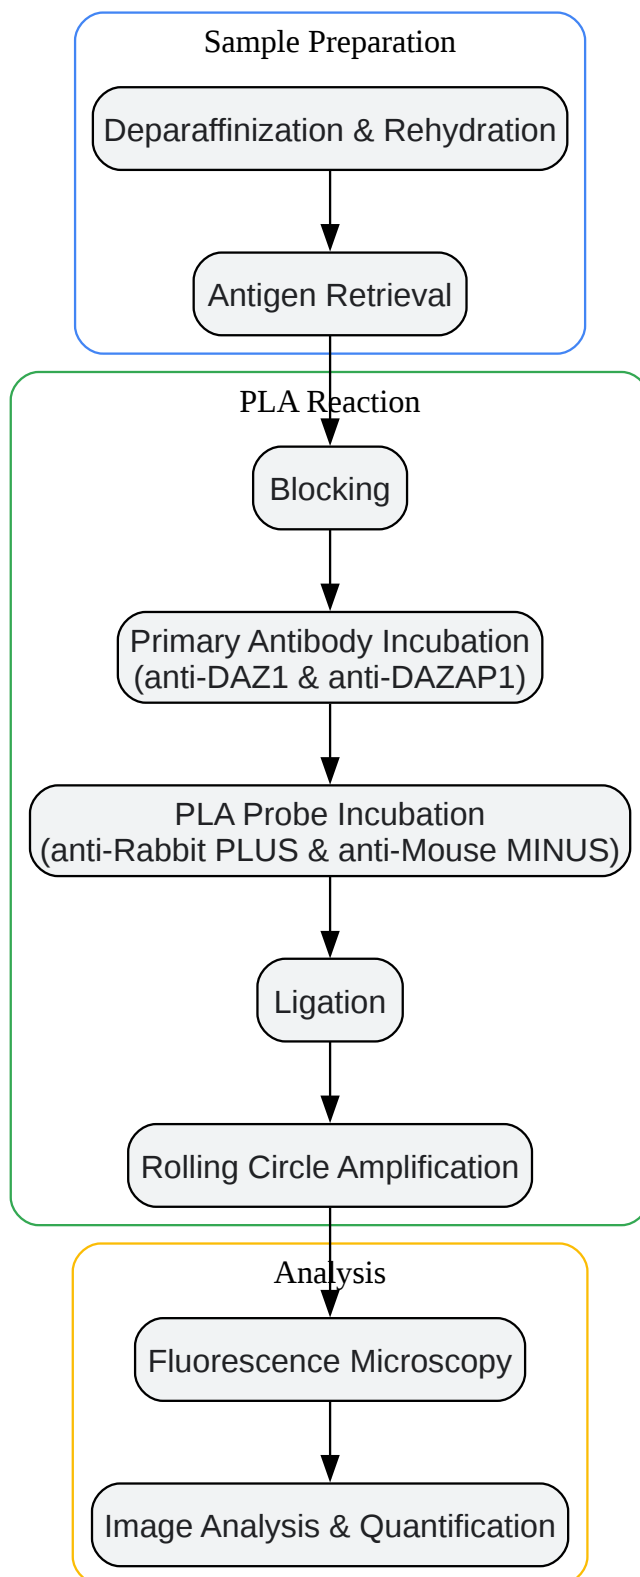 Sample Preparation
Deparaffinization & Rehydration
Antigen Retrieval
PLA Reaction
Blocking
Primary Antibody Incubation
(anti-DAZ1 & anti-DAZAP1)
PLA Probe Incubation
(anti-Rabbit PLUS & anti-Mouse MINUS)
Ligation
Rolling Circle Amplification
Analysis
Fluorescence Microscopy
Image Analysis & Quantification